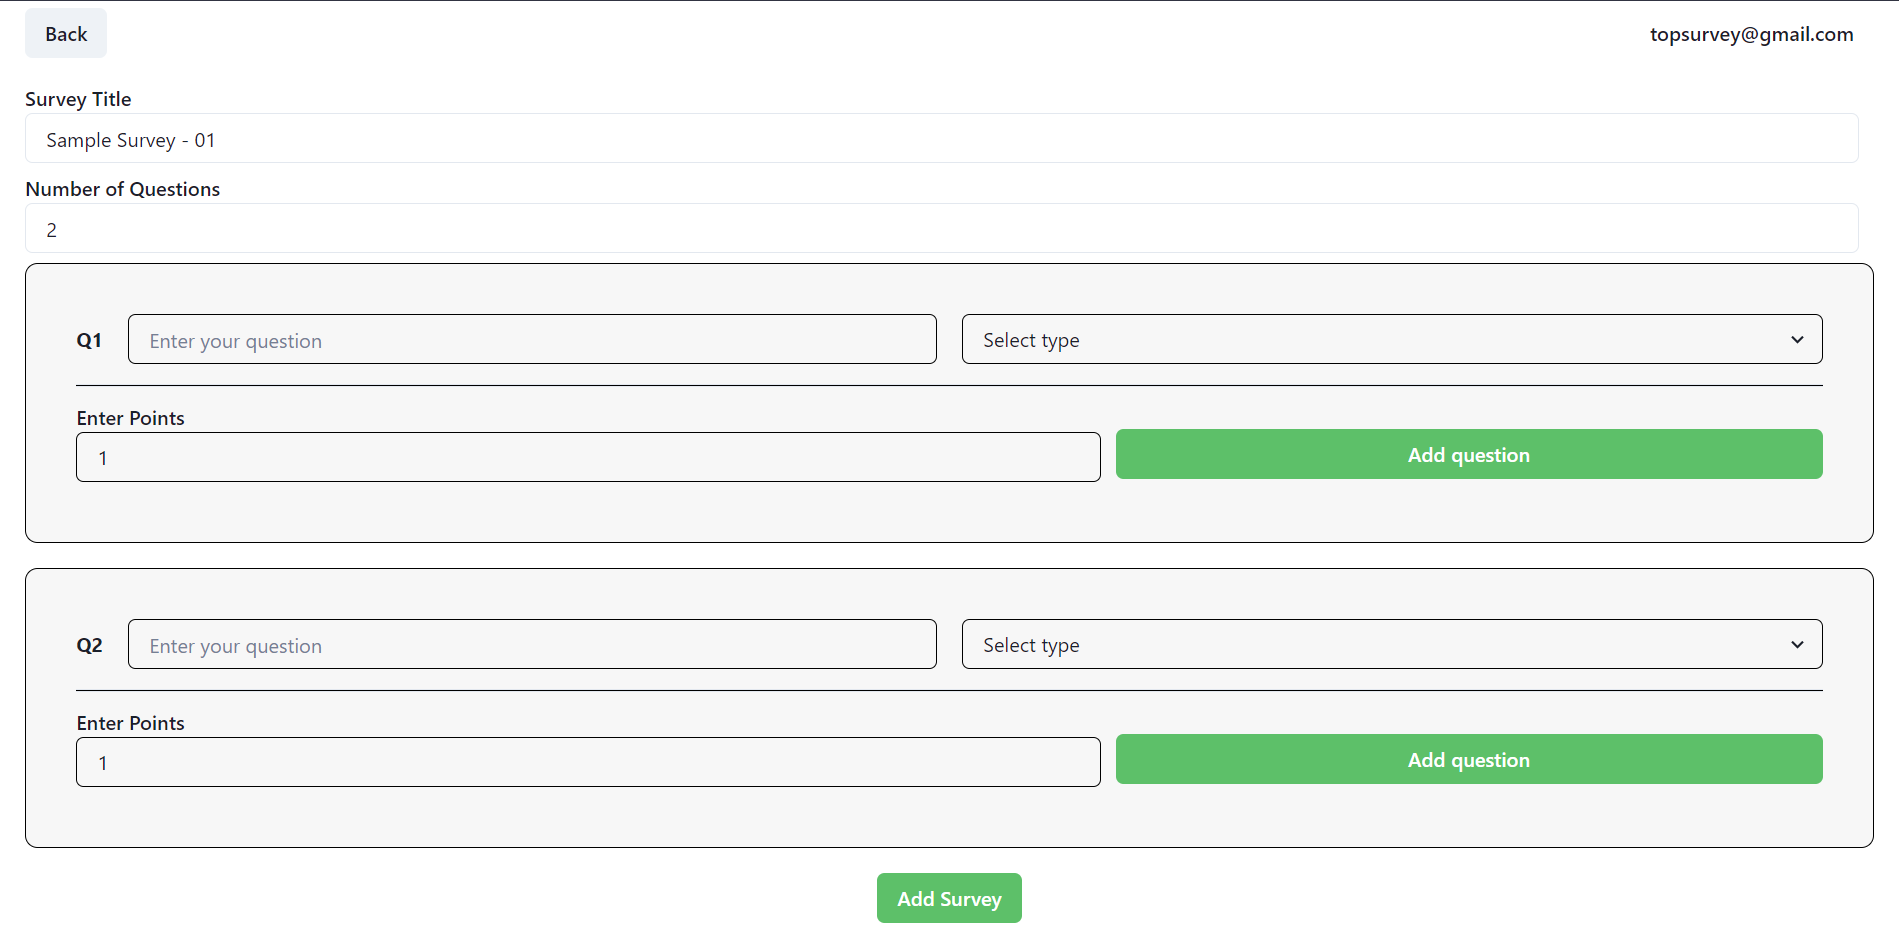 Back
topsurvey@gmail.com
Survey Title
Sample Survey - 01
Number of Questions
2
Q1 Enter your question Select type
Enter Points
1 Add question
Q2 Enter your question Select type
Enter Points
1 Add question
Add Survey